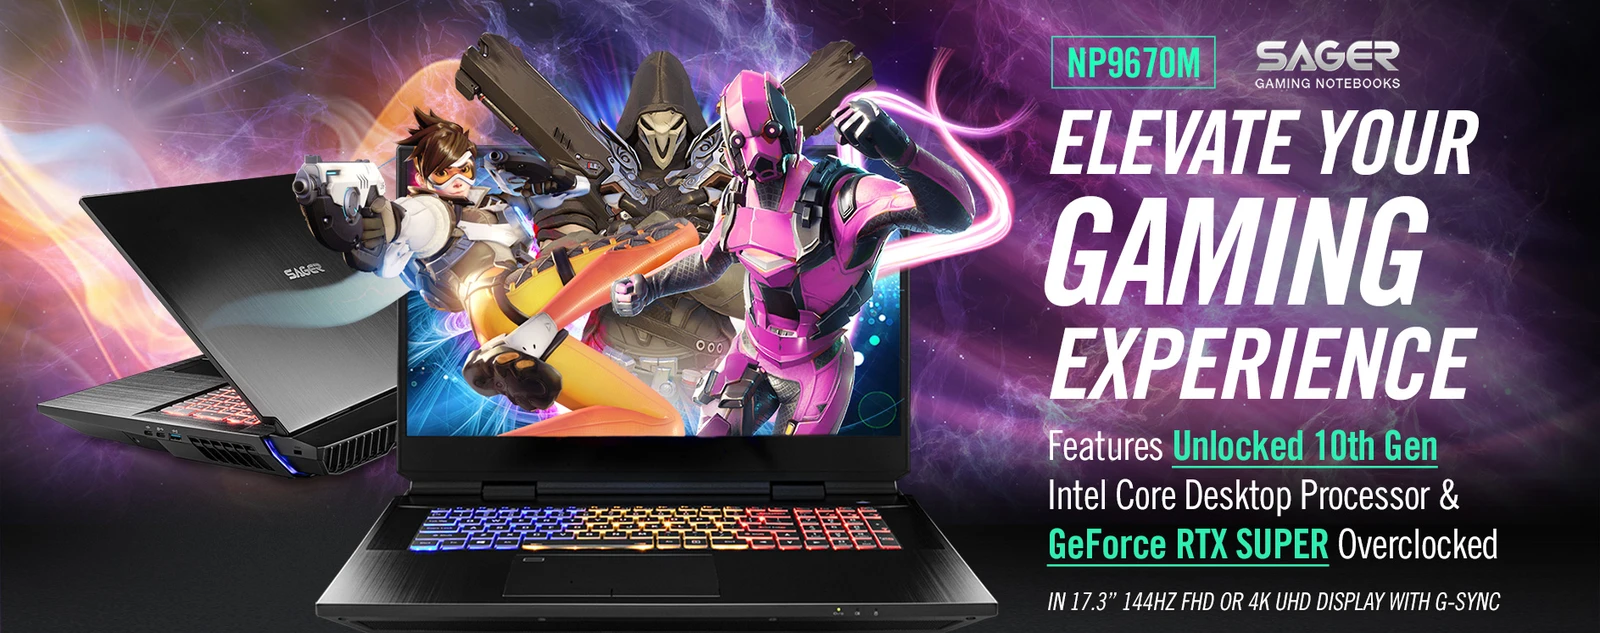 NP9670M
SAGER
GAMING NOTEBOOKS
ELEVATE YOUR
GAMING
EXPERIENCE
Features Unlocked 10th Gen
Intel Core Desktop Processor &
GeForce RTX SUPER Overclocked
IN 17.3” 144HZ FHD OR 4K UHD DISPLAY WITH G-SYNC
SAGER